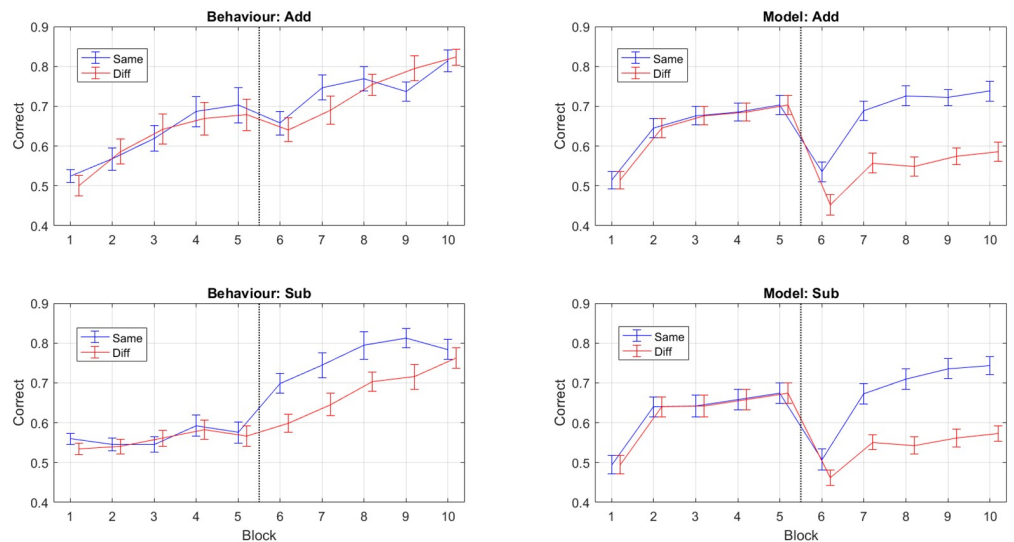 Behaviour: Add
0.9
0.8
0.7
0.6
0.5
0.4
Correct
Same
Diff
1 2 3 4 5 6 7 8 9 10
Model: Add
0.9
0.8
0.7
0.6
0.5
0.4
Correct
Same
Diff
1 2 3 4 5 6 7 8 9 10
Behaviour: Sub
0.9
0.8
0.7
0.6
0.5
0.4
Correct
Same
Diff
1 2 3 4 5 6 7 8 9 10
Block
Model: Sub
0.9
0.8
0.7
0.6
0.5
0.4
Correct
Same
Diff
1 2 3 4 5 6 7 8 9 10
Block